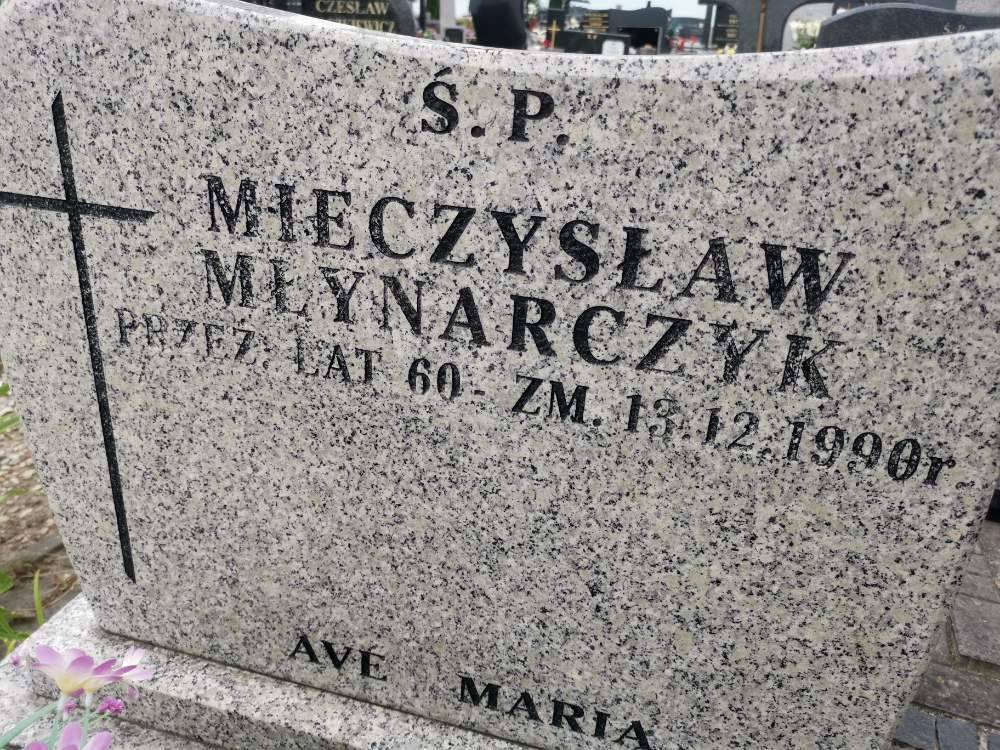 CZESŁAW
Ś. P.
MIECZYSŁAW
MŁYNARCZYK
PRZEŻ. LAT 60 - ZM. 13.12.1990r.
AVE MARIA